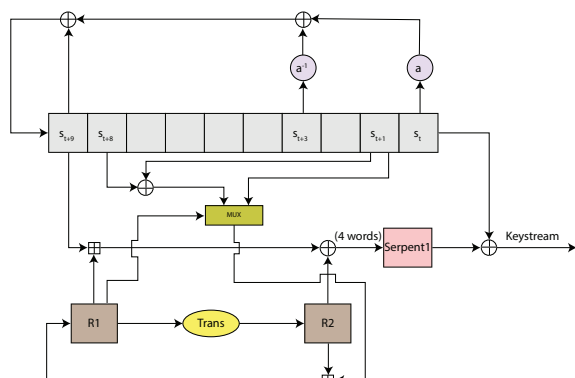 a⁻¹
a
s_{t+9} s_{t+8} s_{t+3} s_{t+1} s_t
MUX
(4 words)
Serpent1
Keystream
R1
Trans
R2